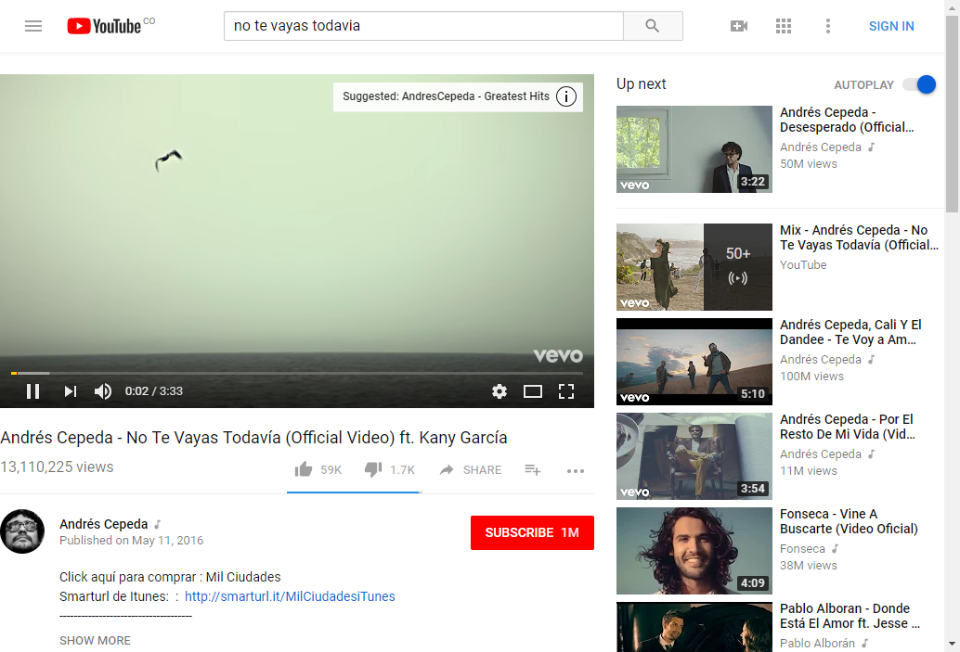 YouTube CO
no te vayas todavia
SIGN IN
Suggested: AndresCepeda - Greatest Hits
vevo
0:02 / 3:33
Andrés Cepeda - No Te Vayas Todavía (Official Video) ft. Kany García
13,110,225 views
59K
1.7K
SHARE
Andrés Cepeda
Published on May 11, 2016
SUBSCRIBE 1M
Click aquí para comprar : Mil Ciudades
Smarturl de Itunes: : http://smarturl.it/MilCiudadesiTunes
-----------------------------------
SHOW MORE
Up next
AUTOPLAY
vevo
3:22
Andrés Cepeda -
Desesperado (Official...
Andrés Cepeda
50M views
50+
vevo
Mix - Andrés Cepeda - No
Te Vayas Todavía (Official...
YouTube
vevo
5:10
Andrés Cepeda, Cali Y El
Dandee - Te Voy a Am...
Andrés Cepeda
100M views
vevo
3:54
Andrés Cepeda - Por El
Resto De Mi Vida (Vid...
Andrés Cepeda
11M views
4:09
Fonseca - Vine A
Buscarte (Video Oficial)
Fonseca
38M views
Pablo Alboran - Donde
Está El Amor ft. Jesse ...
Pablo Alborán